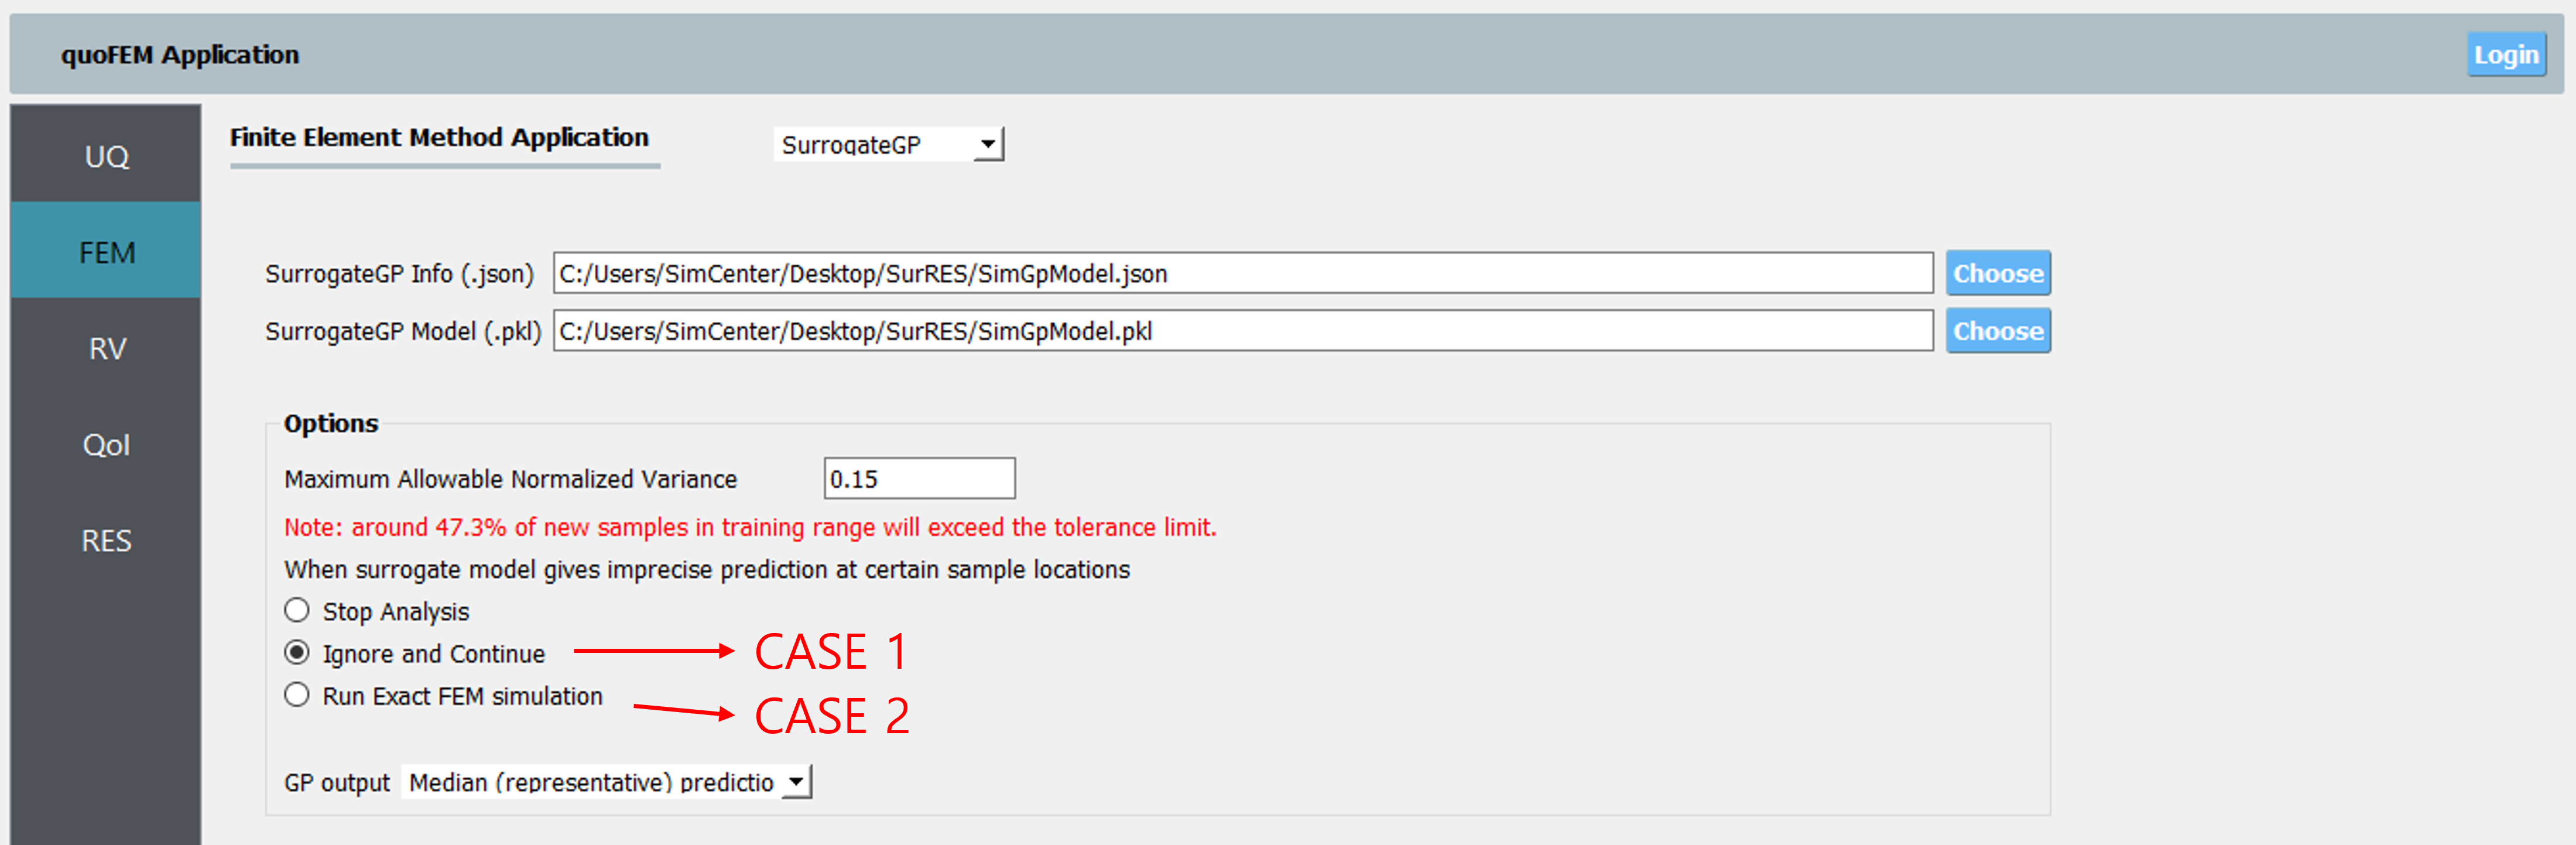 quoFEM Application
Login
UQ
FEM
RV
QoI
RES
Finite Element Method Application
SurrogateGP
SurrogateGP Info (.json)
C:/Users/SimCenter/Desktop/SurRES/SimGpModel.json
Choose
SurrogateGP Model (.pkl)
C:/Users/SimCenter/Desktop/SurRES/SimGpModel.pkl
Choose
Options
Maximum Allowable Normalized Variance
0.15
Note: around 47.3% of new samples in training range will exceed the tolerance limit.
When surrogate model gives imprecise prediction at certain sample locations
Stop Analysis
Ignore and Continue
CASE 1
Run Exact FEM simulation
CASE 2
GP output
Median (representative) predictio